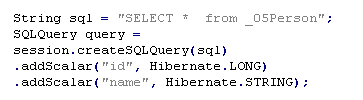 String sql = "SELECT *  from _05Person";
SQLQuery query =
session.createSQLQuery(sql)
.addScalar("id", Hibernate.LONG)
.addScalar("name", Hibernate.STRING);